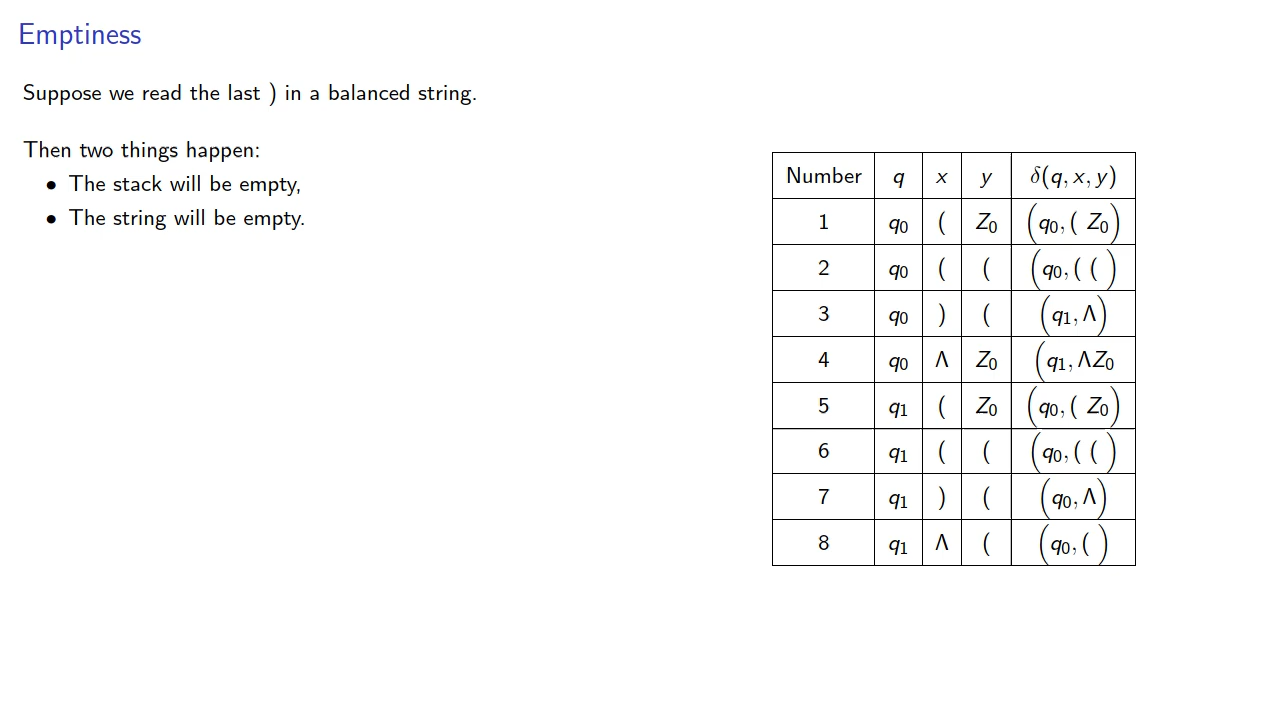 Emptiness
Suppose we read the last ) in a balanced string.
Then two things happen:
• The stack will be empty,
• The string will be empty.
Number q x y δ(q, x, y)
1 q₀ ( Z₀ (q₀, ( Z₀)
2 q₀ ( ( (q₀, ( ( )
3 q₀ ) ( (q₁, Λ)
4 q₀ Λ Z₀ (q₁, ΛZ₀
5 q₁ ( Z₀ (q₀, ( Z₀)
6 q₁ ( ( (q₀, ( ( )
7 q₁ ) ( (q₀, Λ)
8 q₁ Λ ( (q₀, ( )